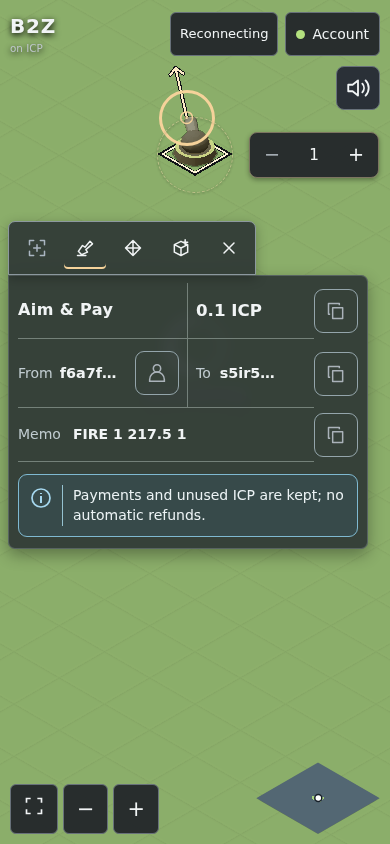 B2Z
on ICP
Reconnecting
Account
1
Aim & Pay
0.1 ICP
From f6a7f...
To s5ir5...
Memo FIRE 1 217.5 1
Payments and unused ICP are kept; no
automatic refunds.